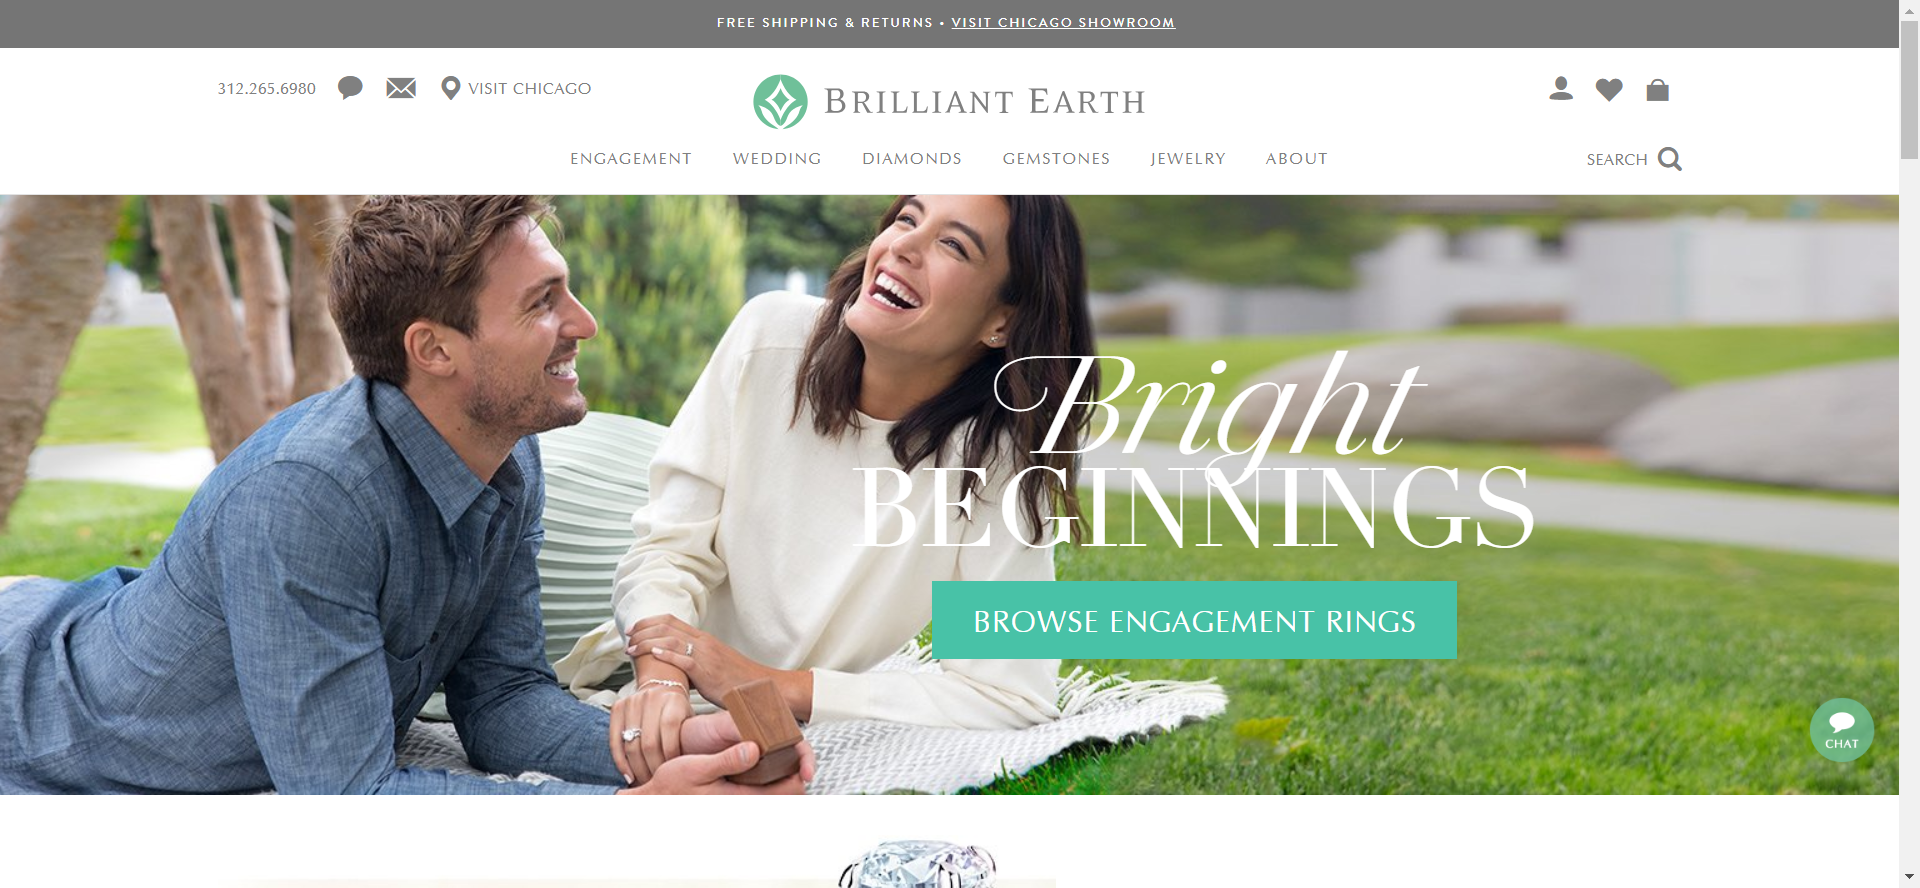 FREE SHIPPING & RETURNS • VISIT CHICAGO SHOWROOM
312.265.6980 VISIT CHICAGO
BRILLIANT EARTH
ENGAGEMENT WEDDING DIAMONDS GEMSTONES JEWELRY ABOUT
SEARCH
Bright
BEGINNINGS
BROWSE ENGAGEMENT RINGS
CHAT